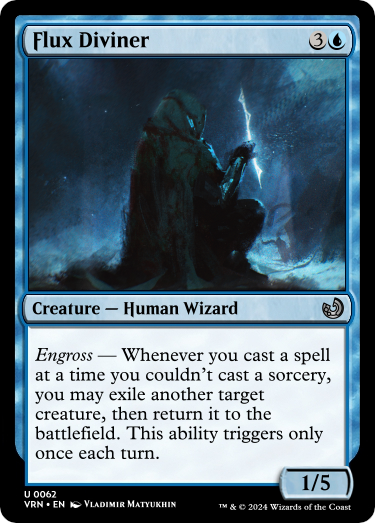 Flux Diviner 3
Creature — Human Wizard
Engross — Whenever you cast a spell
at a time you couldn't cast a sorcery,
you may exile another target
creature, then return it to the
battlefield. This ability triggers only
once each turn.
1/5
U 0062
VRN • EN Vladimir Matyukhin
™ & © 2024 Wizards of the Coast